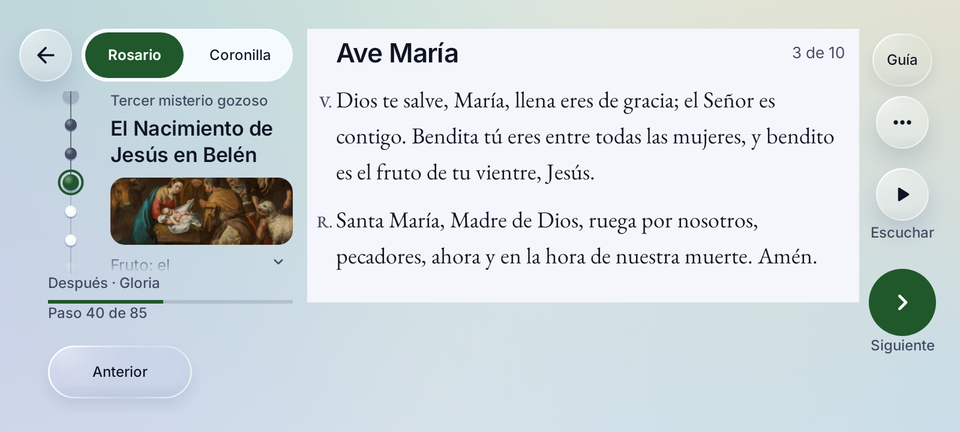 Rosario
Coronilla
Tercer misterio gozoso
El Nacimiento de
Jesús en Belén
Fruto: el
Después · Gloria
Paso 40 de 85
Anterior
Ave María
3 de 10
V. Dios te salve, María, llena eres de gracia; el Señor es
contigo. Bendita tú eres entre todas las mujeres, y bendito
es el fruto de tu vientre, Jesús.
R. Santa María, Madre de Dios, ruega por nosotros,
pecadores, ahora y en la hora de nuestra muerte. Amén.
Guía
Escuchar
Siguiente